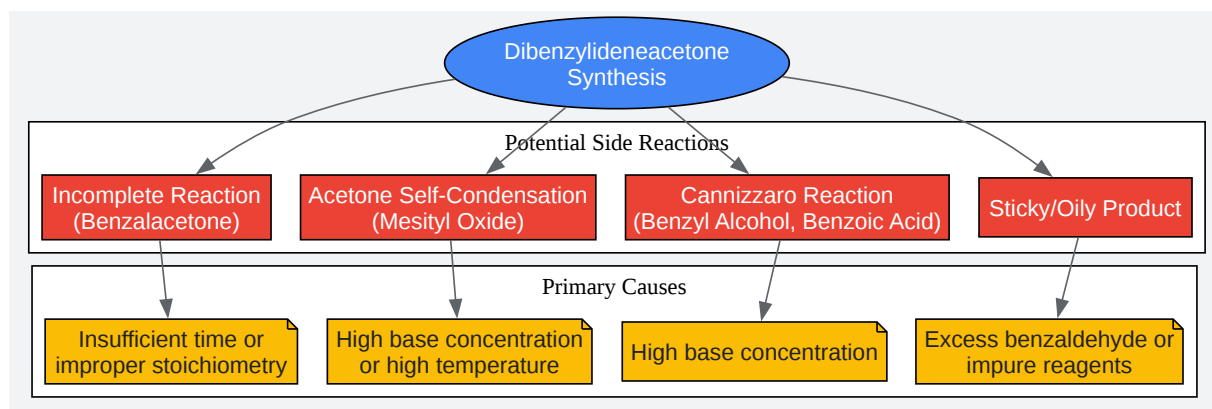 Dibenzylideneacetone
Synthesis
Potential Side Reactions
Incomplete Reaction
(Benzalacetone)
Acetone Self-Condensation
(Mesityl Oxide)
Cannizzaro Reaction
(Benzyl Alcohol, Benzoic Acid)
Sticky/Oily Product
Primary Causes
Insufficient time or
improper stoichiometry
High base concentration
or high temperature
High base concentration
Excess benzaldehyde or
impure reagents